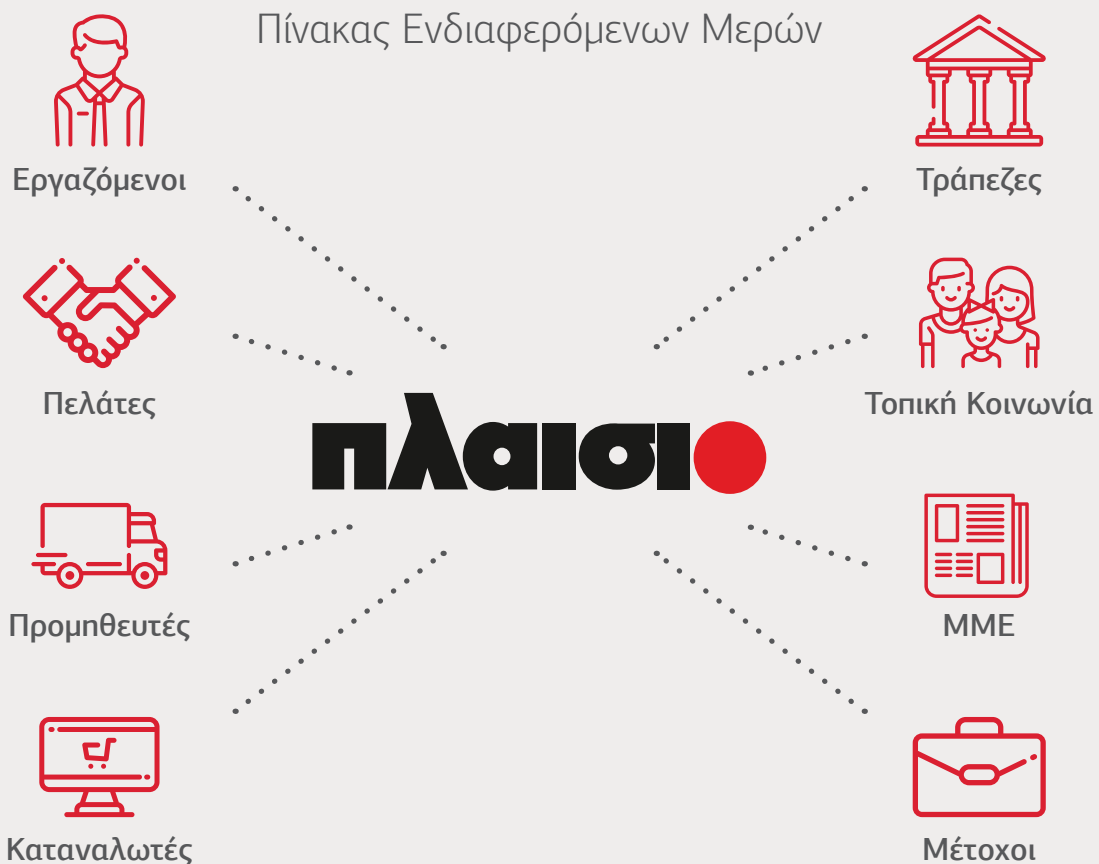 Πίνακας Ενδιαφερόμενων Μερών
Εργαζόμενοι
Τράπεζες
Πελάτες
Τοπική Κοινωνία
πλαισιο
Προμηθευτές
ΜΜΕ
Καταναλωτές
Μέτοχοι